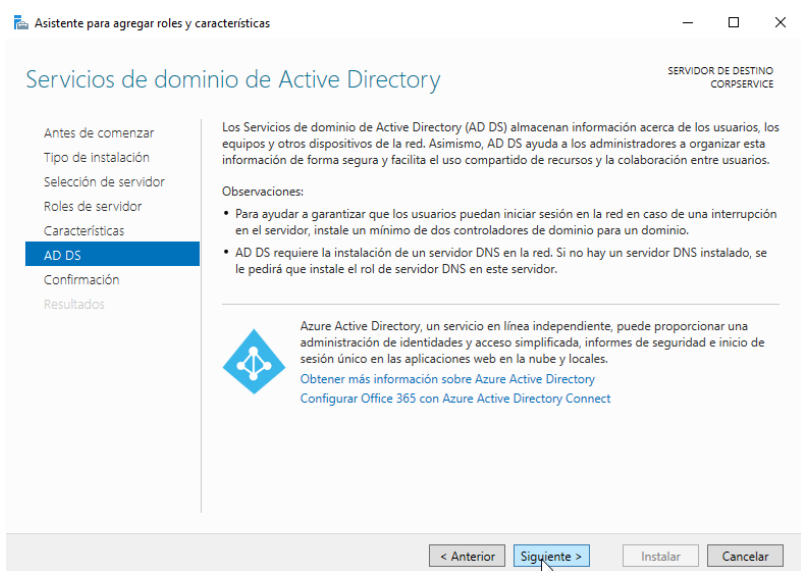 Asistente para agregar roles y características
Servicios de dominio de Active Directory
SERVIDOR DE DESTINO
CORPSERVICE
Antes de comenzar
Tipo de instalación
Selección de servidor
Roles de servidor
Características
AD DS
Confirmación
Resultados
Los Servicios de dominio de Active Directory (AD DS) almacenan información acerca de los usuarios, los
equipos y otros dispositivos de la red. Asimismo, AD DS ayuda a los administradores a organizar esta
información de forma segura y facilita el uso compartido de recursos y la colaboración entre usuarios.
Observaciones:
• Para ayudar a garantizar que los usuarios puedan iniciar sesión en la red en caso de una interrupción
en el servidor, instale un mínimo de dos controladores de dominio para un dominio.
• AD DS requiere la instalación de un servidor DNS en la red. Si no hay un servidor DNS instalado, se
le pedirá que instale el rol de servidor DNS en este servidor.
Azure Active Directory, un servicio en línea independiente, puede proporcionar una
administración de identidades y acceso simplificada, informes de seguridad e inicio de
sesión único en las aplicaciones web en la nube y locales.
Obtener más información sobre Azure Active Directory
Configurar Office 365 con Azure Active Directory Connect
< Anterior
Siguiente >
Instalar
Cancelar